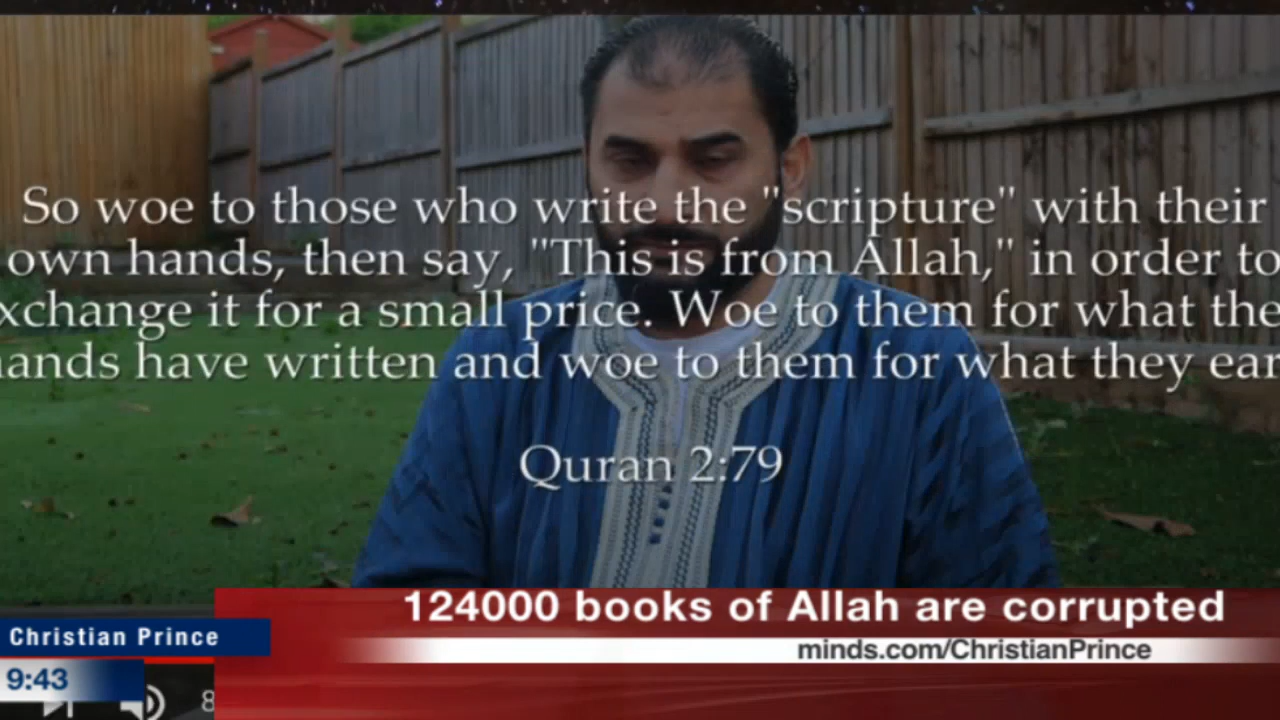 So woe to those who write the "scripture" with their
own hands, then say, "This is from Allah," in order to
xchange it for a small price. Woe to them for what the
ands have written and woe to them for what they ear
Quran 2:79
124000 books of Allah are corrupted
Christian Prince
minds.com/ChristianPrince
9:43
8